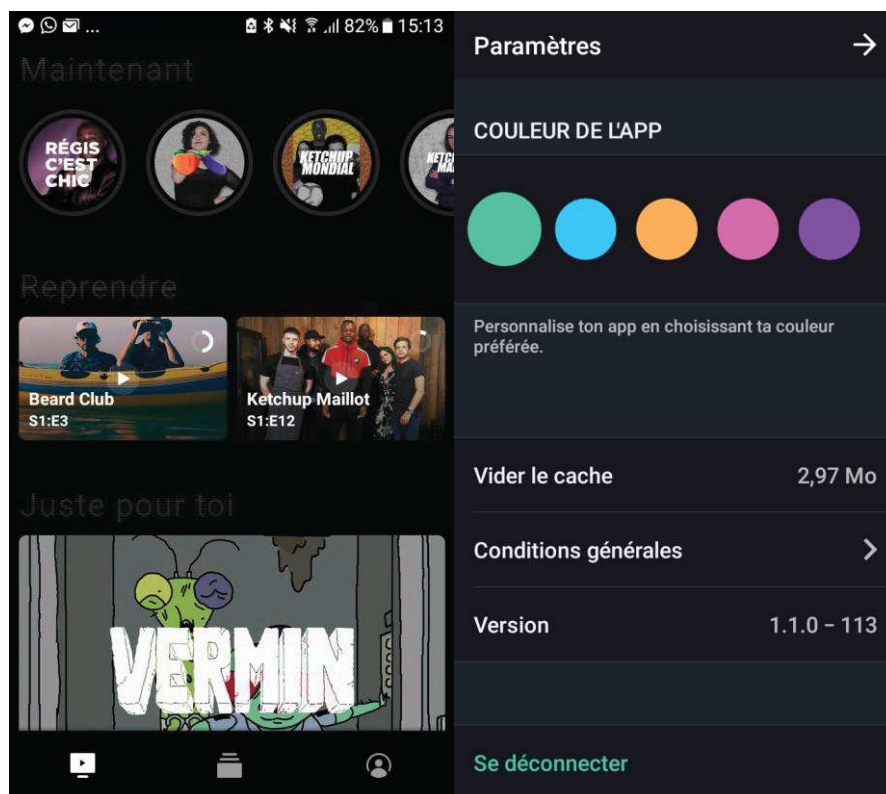 ... 82% 15:13
Maintenant
RÉGIS
C'EST
CHIC
KETCHUP
MONDIAL
Reprendre
Beard Club
S1:E3
Ketchup Maillot
S1:E12
Juste pour toi
VERMIN
Paramètres
COULEUR DE L'APP
Personnalise ton app en choisissant ta couleur
préférée.
Vider le cache 2,97 Mo
Conditions générales
Version 1.1.0 – 113
Se déconnecter